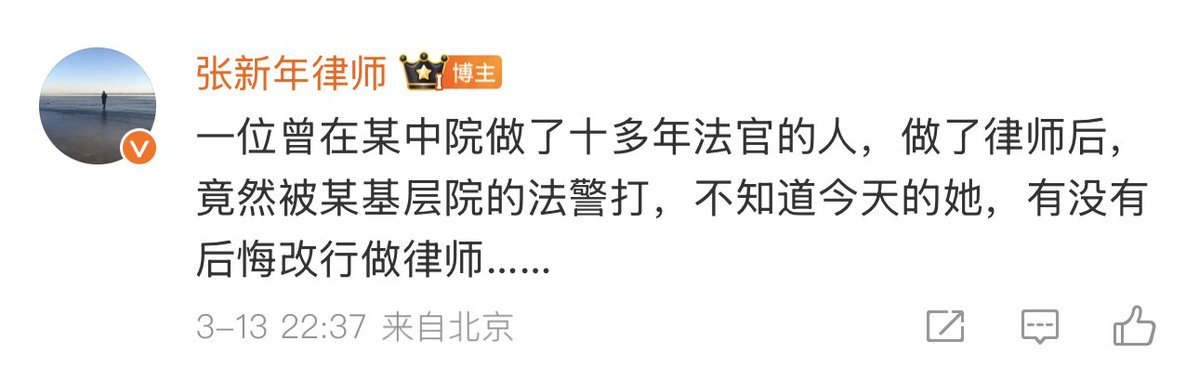 张新年律师 I 博主
一位曾在某中院做了十多年法官的人，做了律师后，
竟然被某基层院的法警打，不知道今天的她，有没有
后悔改行做律师......
3-13 22:37 来自北京